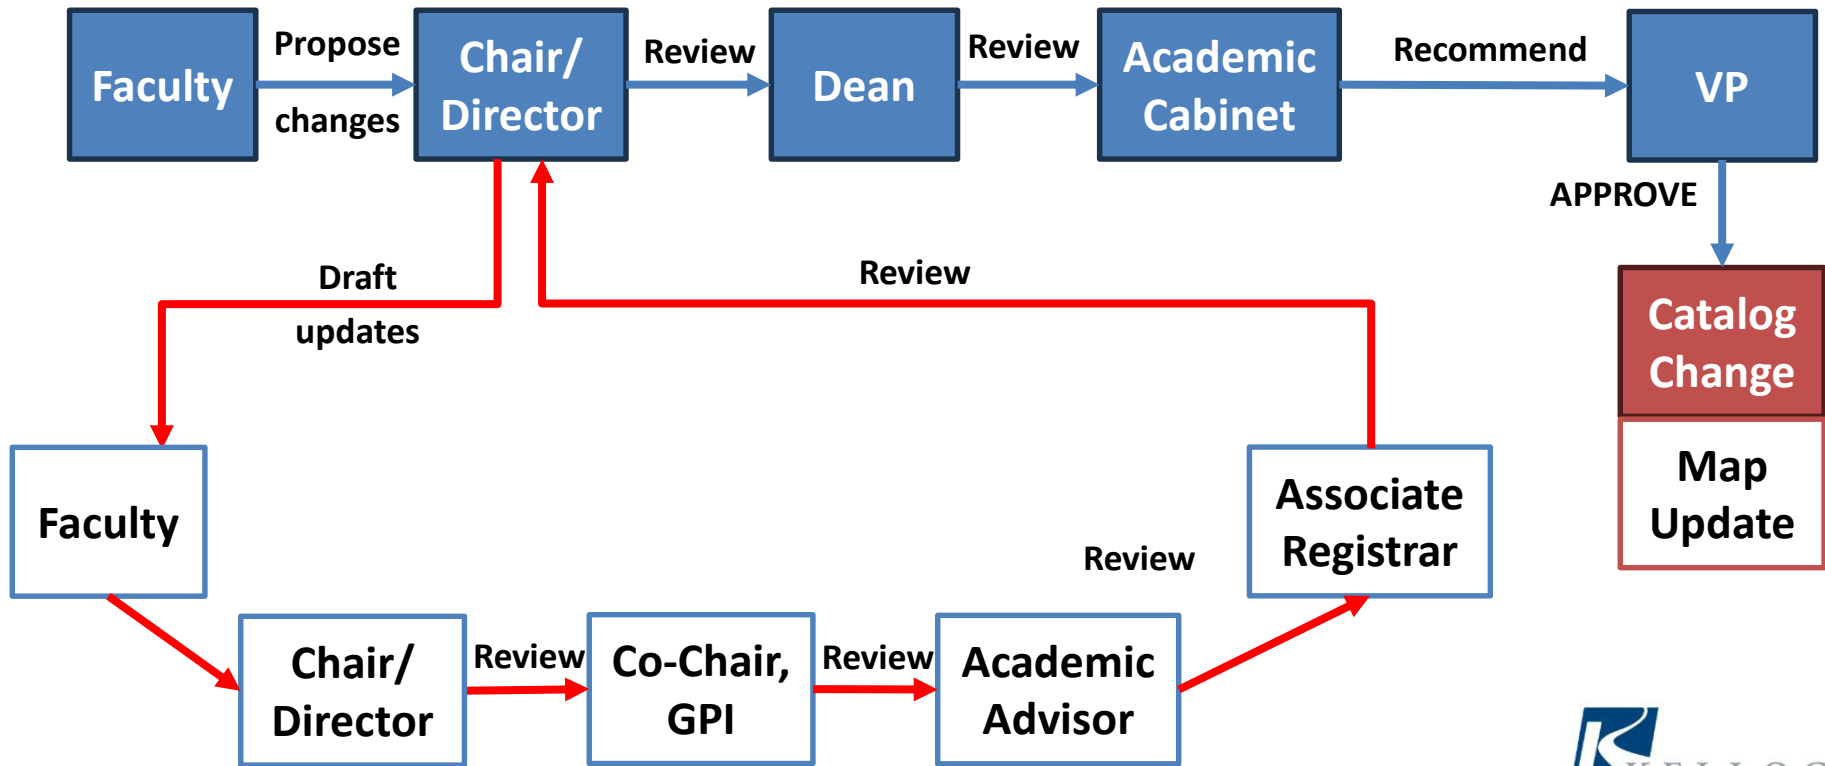 Faculty
Propose
changes
Chair/
Director
Review
Dean
Review
Academic
Cabinet
Recommend
VP
APPROVE
Catalog
Change
Map
Update
Draft
updates
Review
Faculty
Chair/
Director
Review
Co-Chair,
GPI
Review
Academic
Advisor
Review
Associate
Registrar